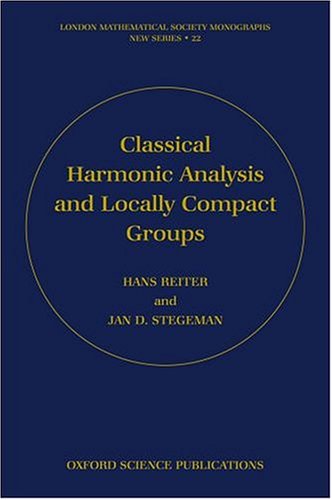 LONDON MATHEMATICAL SOCIETY MONOGRAPHS
NEW SERIES • 22
Classical
Harmonic Analysis
and Locally Compact
Groups
HANS REITER
and
JAN D. STEGEMAN
OXFORD SCIENCE PUBLICATIONS